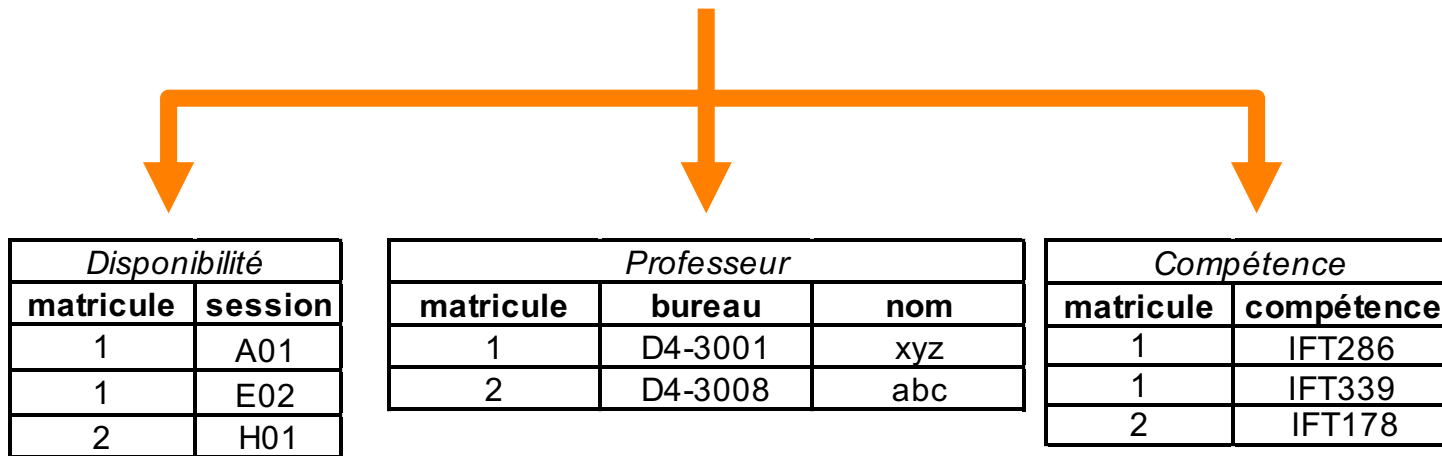 Disponibilité
matricule session
1 A01
1 E02
2 H01
Professeur
matricule bureau nom
1 D4-3001 xyz
2 D4-3008 abc
Compétence
matricule compétence
1 IFT286
1 IFT339
2 IFT178